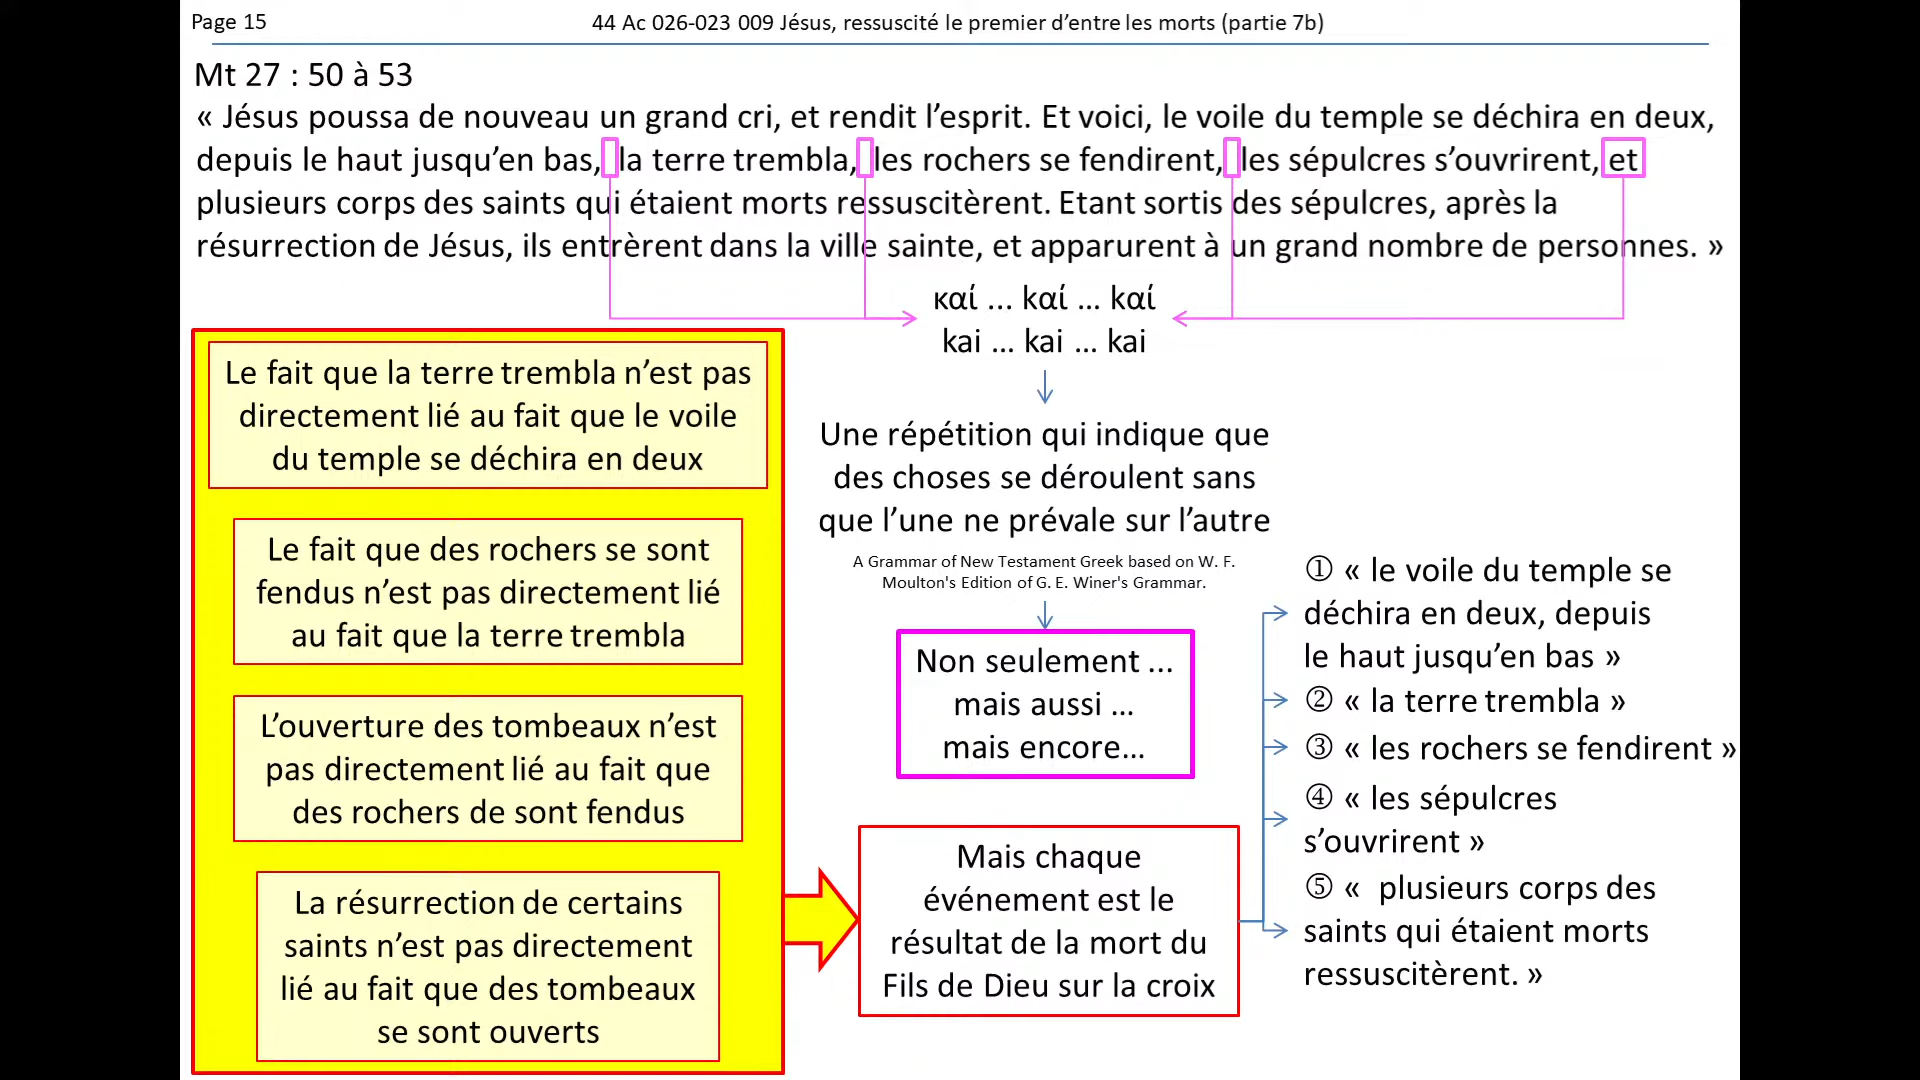 Page 15
44 Ac 026-023 009 Jésus, ressuscité le premier d’entre les morts (partie 7b)
Mt 27 : 50 à 53
« Jésus poussa de nouveau un grand cri, et rendit l’esprit. Et voici, le voile du temple se déchira en deux,
depuis le haut jusqu’en bas, la terre trembla, les rochers se fendirent, les sépulcres s’ouvrirent, et
plusieurs corps des saints qui étaient morts ressuscitèrent. Etant sortis des sépulcres, après la
résurrection de Jésus, ils entrèrent dans la ville sainte, et apparurent à un grand nombre de personnes. »
καί ... kαί ... kαί
kai ... kai ... kai
Une répétition qui indique que
des choses se déroulent sans
que l’une ne prévale sur l’autre
A Grammar of New Testament Greek based on W. F.
Moulton's Edition of G. E. Winer's Grammar.
Non seulement ...
mais aussi ...
mais encore...
Le fait que la terre trembla n’est pas
directement lié au fait que le voile
du temple se déchira en deux
Le fait que des rochers se sont
fendus n’est pas directement lié
au fait que la terre trembla
L’ouverture des tombeaux n’est
pas directement lié au fait que
des rochers de sont fendus
La résurrection de certains
saints n’est pas directement
lié au fait que des tombeaux
se sont ouverts
Mais chaque
événement est le
résultat de la mort du
Fils de Dieu sur la croix
① « le voile du temple se
déchira en deux, depuis
le haut jusqu’en bas »
② « la terre trembla »
③ « les rochers se fendirent »
④ « les sépulcres
s’ouvrirent »
⑤ « plusieurs corps des
saints qui étaient morts
ressuscitèrent. »